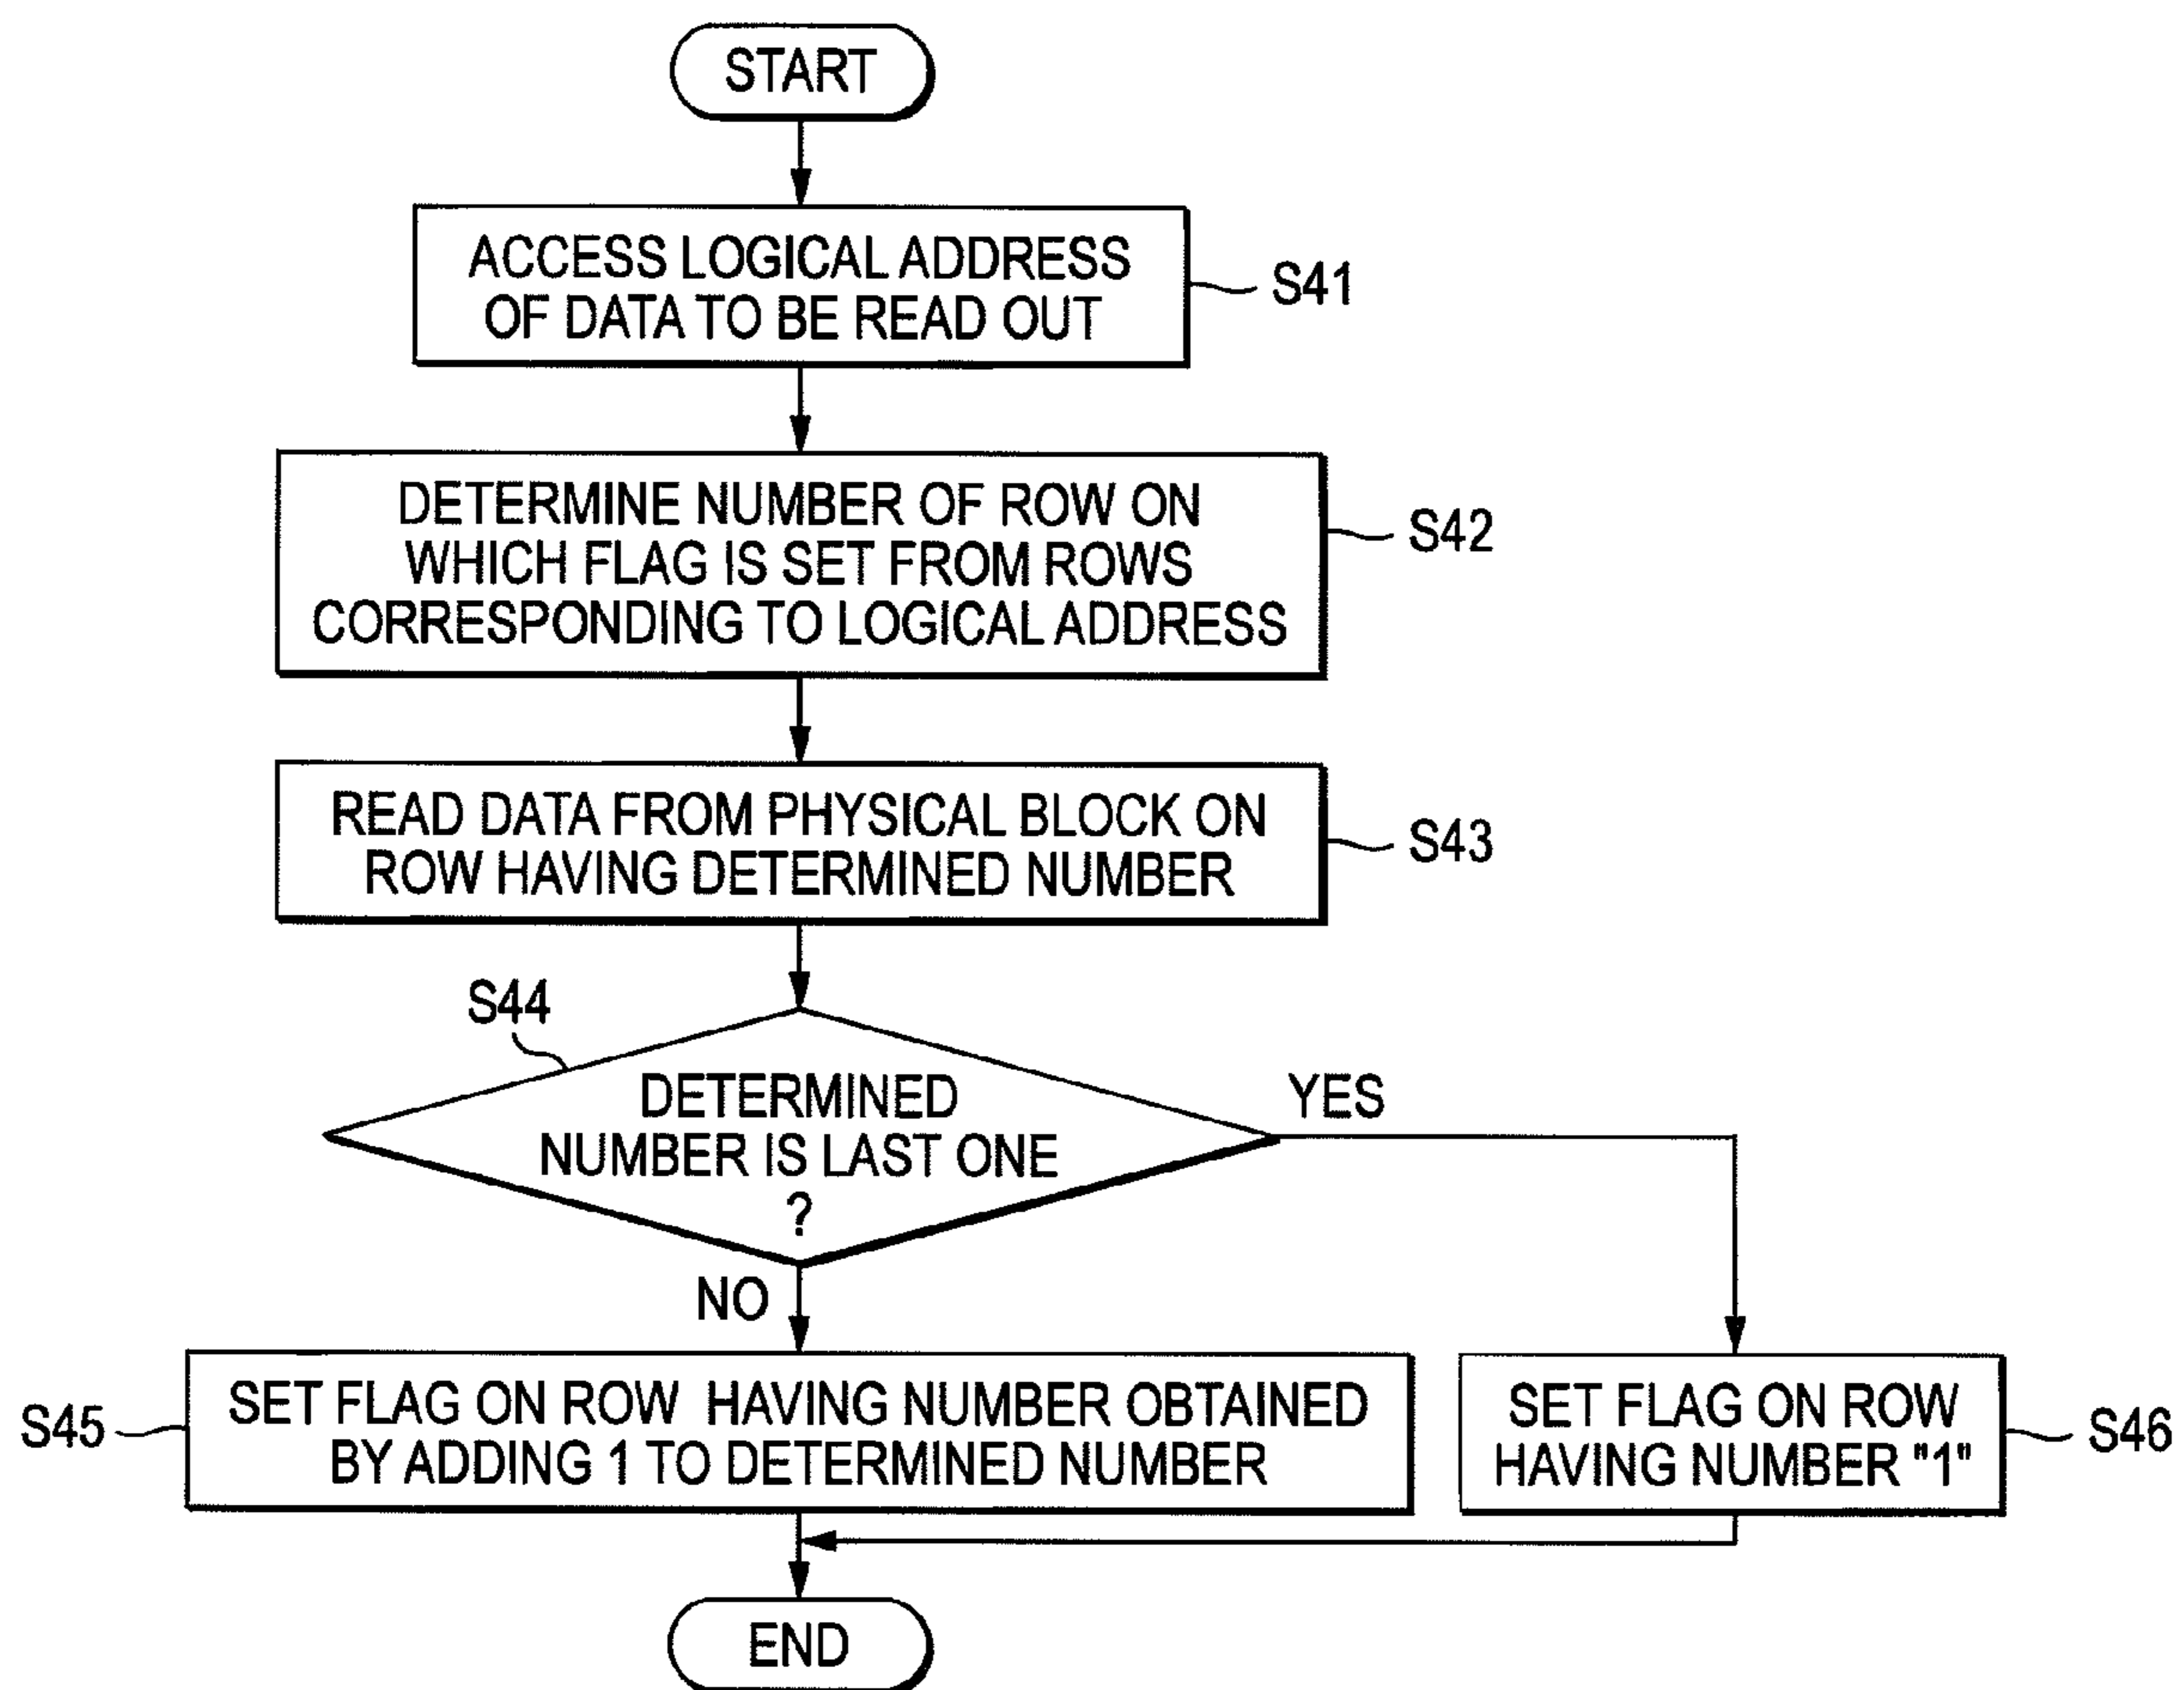 START
ACCESS LOGICAL ADDRESS
OF DATA TO BE READ OUT
S41
DETERMINE NUMBER OF ROW ON
WHICH FLAG IS SET FROM ROWS
CORRESPONDING TO LOGICAL ADDRESS
S42
READ DATA FROM PHYSICAL BLOCK ON
ROW HAVING DETERMINED NUMBER
S43
S44
DETERMINED
NUMBER IS LAST ONE
?
YES
NO
S45
SET FLAG ON ROW HAVING NUMBER OBTAINED
BY ADDING 1 TO DETERMINED NUMBER
SET FLAG ON ROW
HAVING NUMBER "1"
S46
END